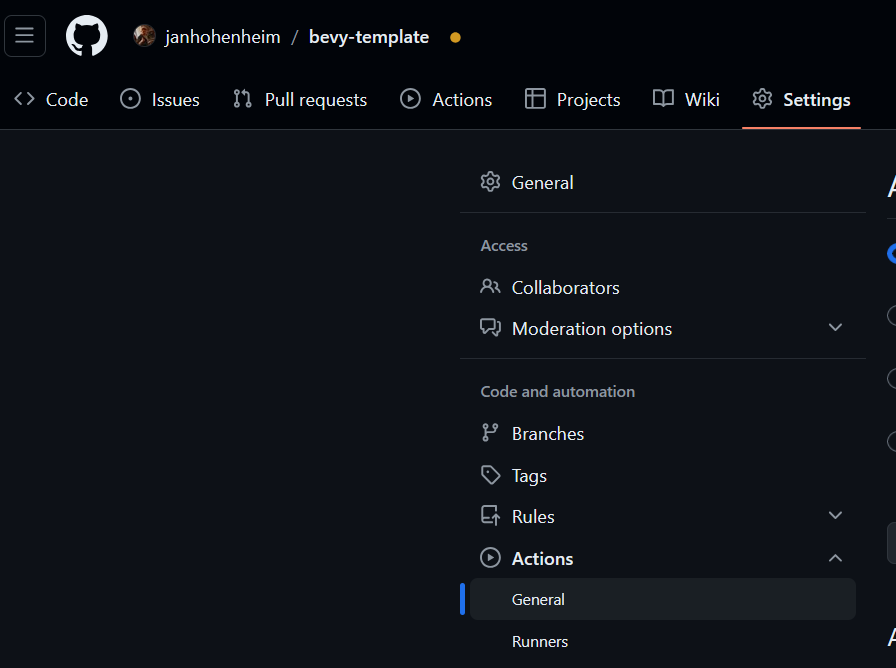 janhohenheim / bevy-template
Code Issues Pull requests Actions Projects Wiki Settings
General
Access
Collaborators
Moderation options
Code and automation
Branches
Tags
Rules
Actions
General
Runners